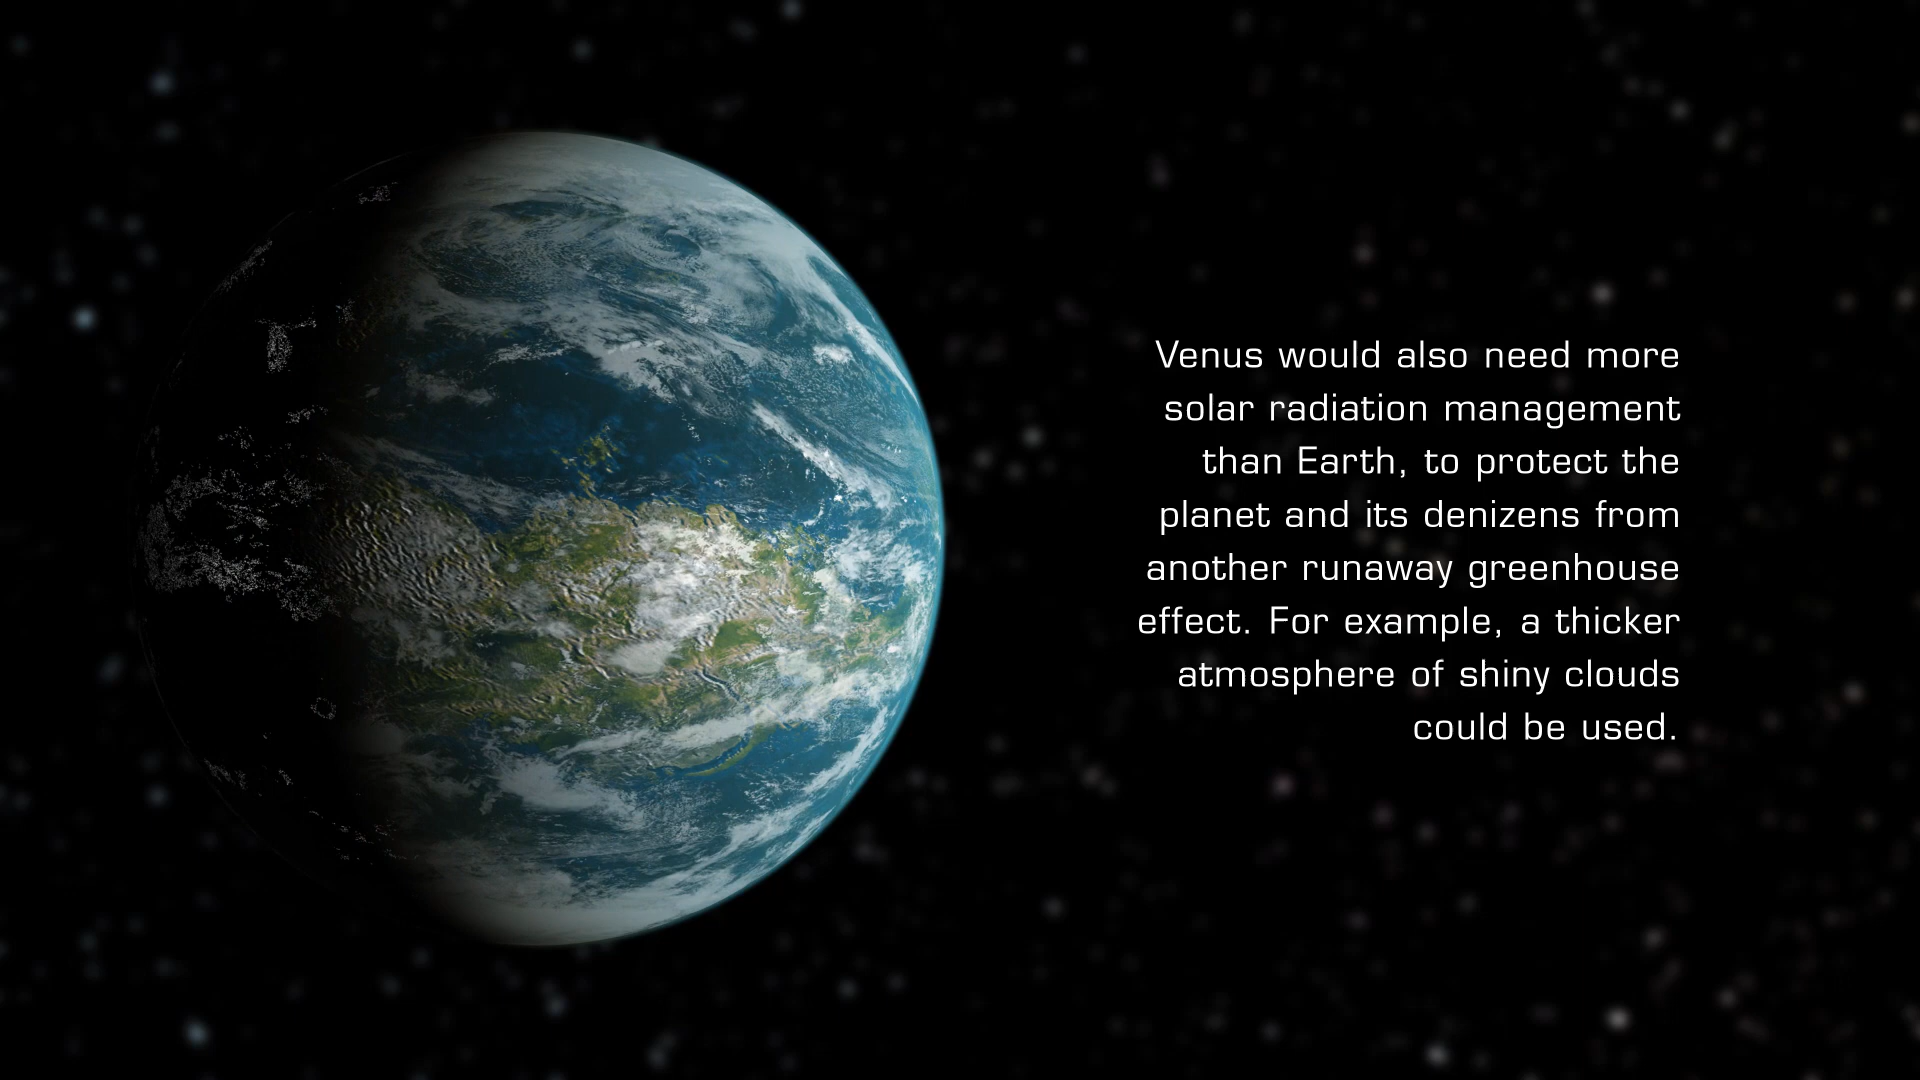 Venus would also need more
solar radiation management
than Earth, to protect the
planet and its denizens from
another runaway greenhouse
effect. For example, a thicker
atmosphere of shiny clouds
could be used.